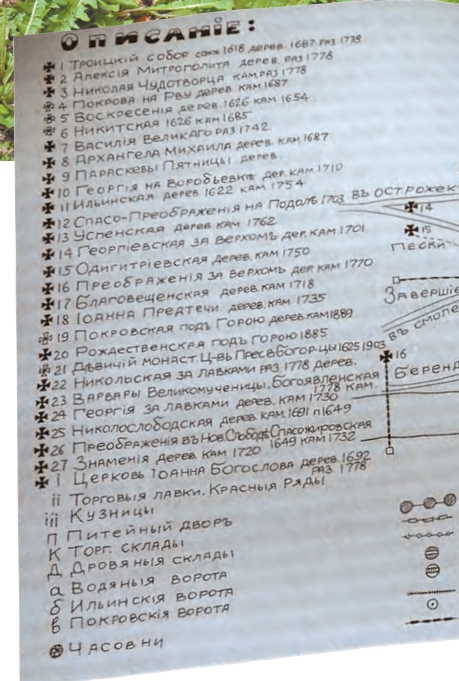 ОПИСАНІЕ:
1 Троицкій собор сожж 1618 дерев. 1687 раз 1778
2 Алексія Митрополита дерев. раз 1778
3 Николая Чудотворца кам. раз 1778
4 Покрова на Рву дерев. кам 1687
5 Воскресенія дерев. 1626 кам 1654.
6 Никитская 1626 кам 1685
7 Василія Великаго раз 1742
8 Архангела Михаила дерев. кам 1687
9 Параскевы Пятницы дерев.
10 Георгія на Воробьевкѣ дер. кам 1710
11 Ильинская дерев 1622 кам 1754.
12 Спасо-Преображенія на Подолѣ 1703
13 Успенская дерев кам 1762
14 Георгіевская за верхомъ дер. кам 1701
15 Одигитріевская дерев. кам 1750
16 Преображенія за верхомь дер кам 1770
17 Благовещенская дерев. кам 1718
18 Іоанна Предтечи дерев. кам 1735
19 Покровская подъ Горою дерев. кам 1889
20 Рождественская подъ Горою 1885
21 Дѣвичій монаст. Ц-вь Пресв. Богор-цы 1625 1903
22 Никольская за лавками раз 1778 дерев.
23 Варвары Великомученицы. Богоявленская 1778 кам.
24 Георгія за лавками дерев. кам 1730
25 Николослободская дерев кам 1691 п 1649
26 Преображенія въ Нов. Слободѣ Спасожировская 1649 кам 1732
27 Знаменія дерев. кам 1720
i Церковь Іоанна Богослова дерев. 1692 раз. 1778
ii Торговыя лавки, Красныя Ряды
iii Кузницы
П Питейный дворъ
К Торг. склады
Д Дровяныя склады
а Водяныя ворота
б Ильинскія ворота
в Покровскія ворота
Часовни
въ Острожек
14
15
Пески
Завершіе
въ Смоле
16
Беренд